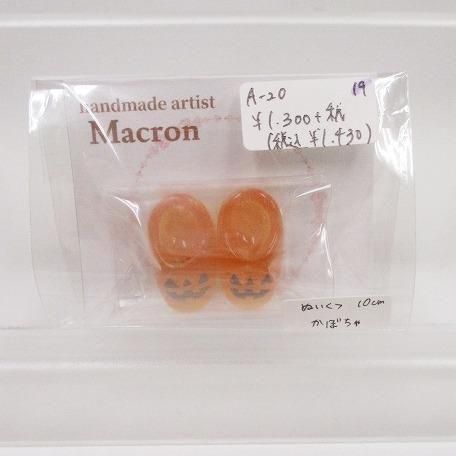 handmade artist
Macron
A-20
19
¥1.300+税
(税込 ¥1.430)
ぬいくつ 10cm
かぼちゃ